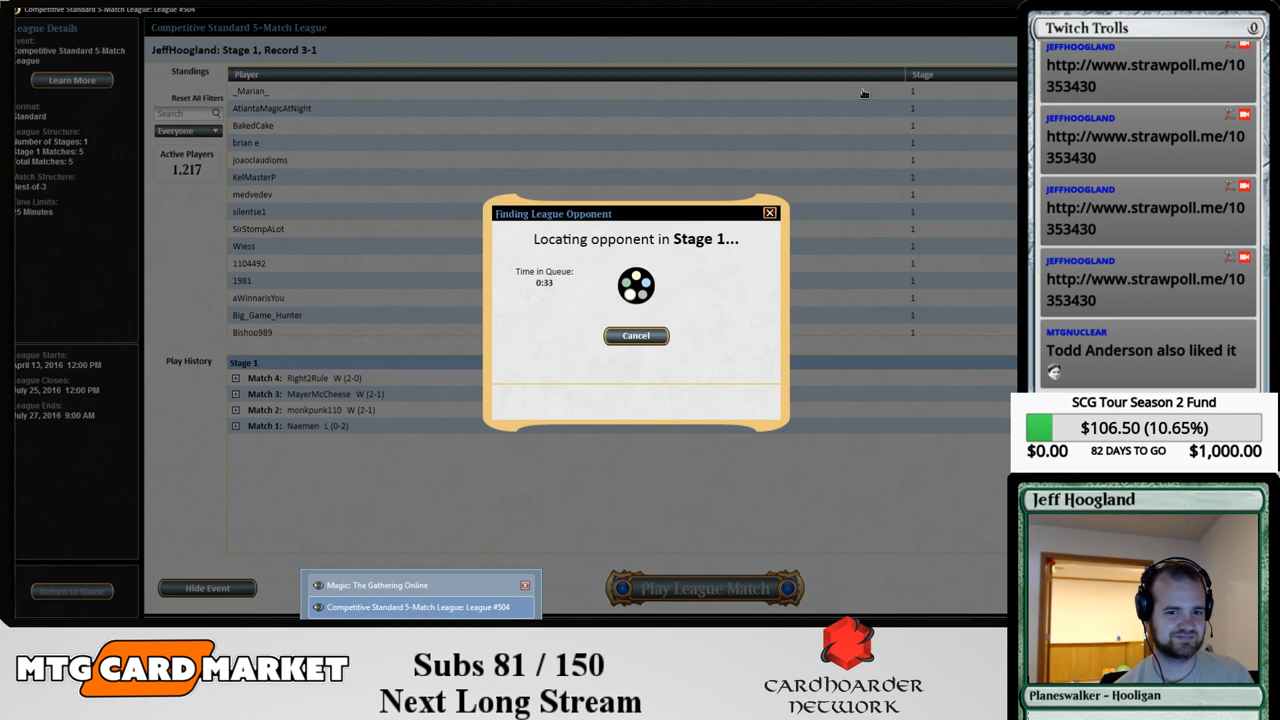 League Details
Event:
Competitive Standard 5-Match
League
Learn More
Format:
Standard
League Structure:
Number of Stages: 1
Stage 1 Matches: 5
Total Matches: 5
Match Structure:
Best-of-3
Time Limits:
25 Minutes
League Starts:
April 13, 2016 12:00 PM
League Closes:
July 25, 2016 12:00 PM
League Ends:
July 27, 2016 9:00 AM
Return to Game
Competitive Standard 5-Match League: League #504
Competitive Standard 5-Match League
JeffHoogland: Stage 1, Record 3-1
Standings
Reset All Filters
Search
Everyone
Active Players
1,217
Player Stage
_Marian_ 1
AtlantaMagicAtNight 1
BakedCake 1
brian e 1
joaoclaudioms 1
KelMasterP 1
medvedev 1
silentse1 1
SirStompALot 1
Wiess 1
1104492 1
1981 1
aWinnarisYou 1
Big_Game_Hunter 1
Bishop989 1
Finding League Opponent
Locating opponent in Stage 1...
Time in Queue:
0:33
Cancel
Play History
Stage 1
Match 4: Right2Rule W (2-0)
Match 3: MayerMcCheese W (2-1)
Match 2: monkpunk110 W (2-1)
Match 1: Naemen L (0-2)
Hide Event
Magic: The Gathering Online
Competitive Standard 5-Match League: League #504
Play League Match
Twitch Trolls 0
JEFFHOOGLAND
http://www.strawpoll.me/10
353430
JEFFHOOGLAND
http://www.strawpoll.me/10
353430
JEFFHOOGLAND
http://www.strawpoll.me/10
353430
JEFFHOOGLAND
http://www.strawpoll.me/10
353430
MTGNUCLEAR
Todd Anderson also liked it
SCG Tour Season 2 Fund
$106.50 (10.65%)
$0.00 82 DAYS TO GO $1,000.00
Jeff Hoogland
Planeswalker - Hooligan
MTG CARD MARKET
Subs 81 / 150
Next Long Stream
CARDHOARDER
NETWORK